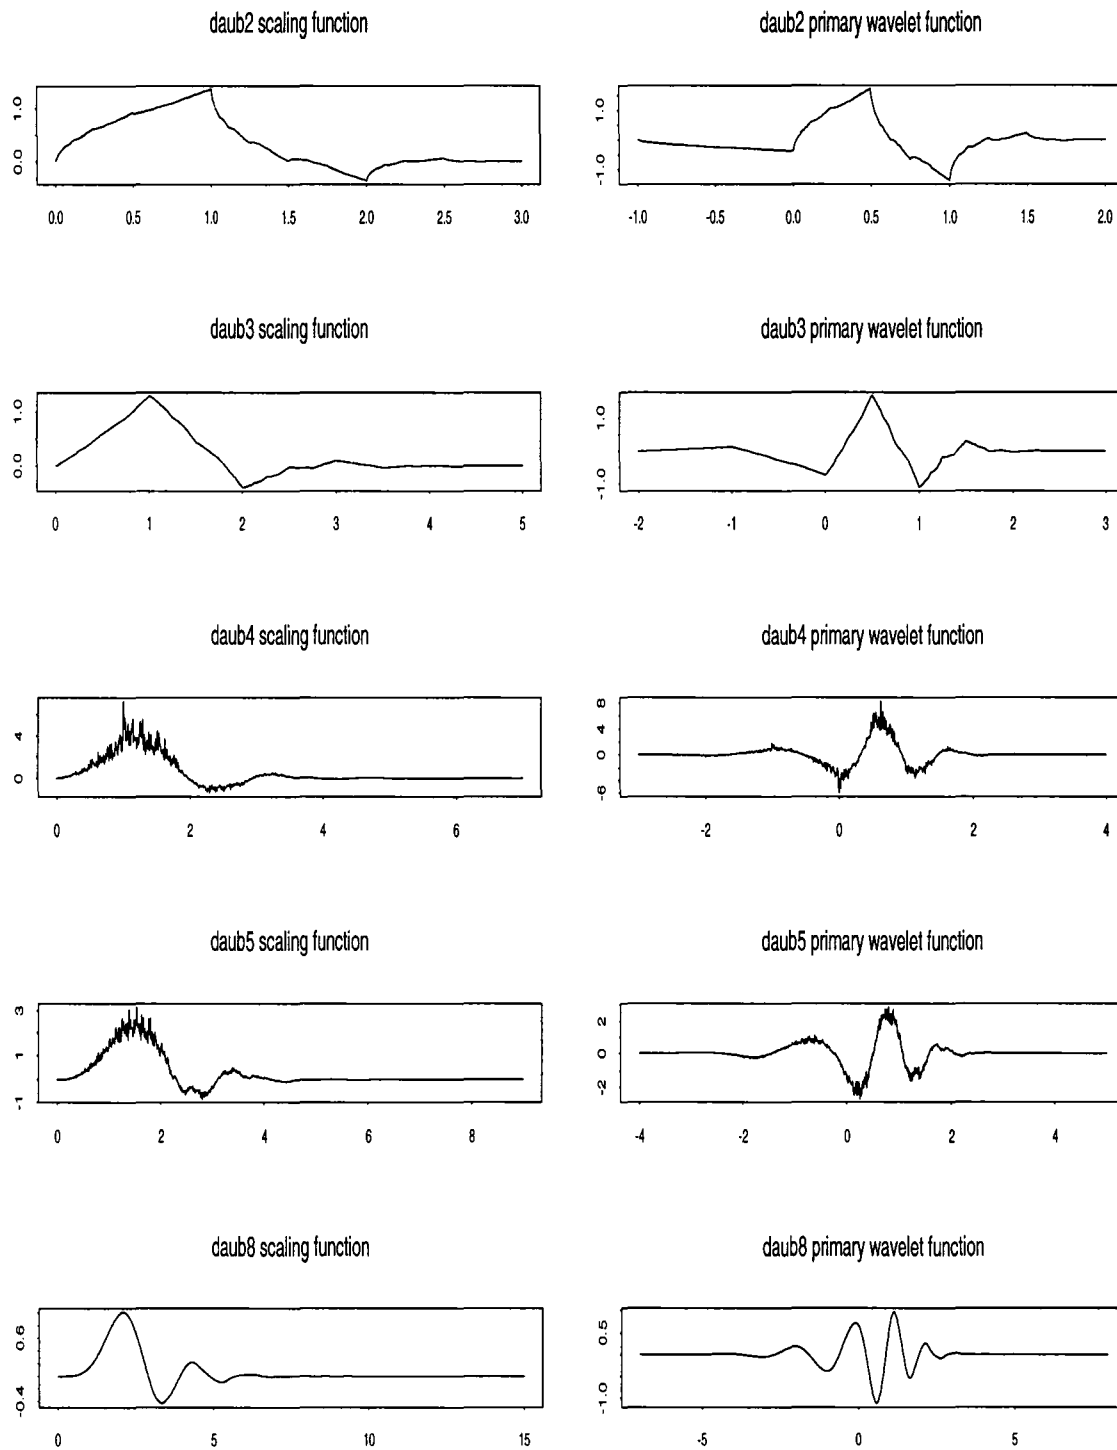 daub2 scaling function
1.0
0.0
0.0 0.5 1.0 1.5 2.0 2.5 3.0
daub2 primary wavelet function
1.0
-1.0
-1.0 -0.5 0.0 0.5 1.0 1.5 2.0
daub3 scaling function
1.0
0.0
0 1 2 3 4 5
daub3 primary wavelet function
1.0
-1.0
-2 -1 0 1 2 3
daub4 scaling function
4
0
0 2 4 6
daub4 primary wavelet function
8
4
0
-6
-2 0 2 4
daub5 scaling function
3
1
-1
0 2 4 6 8
daub5 primary wavelet function
2
0
-2
-4 -2 0 2 4
daub8 scaling function
0.6
-0.4
0 5 10 15
daub8 primary wavelet function
0.5
-1.0
-5 0 5